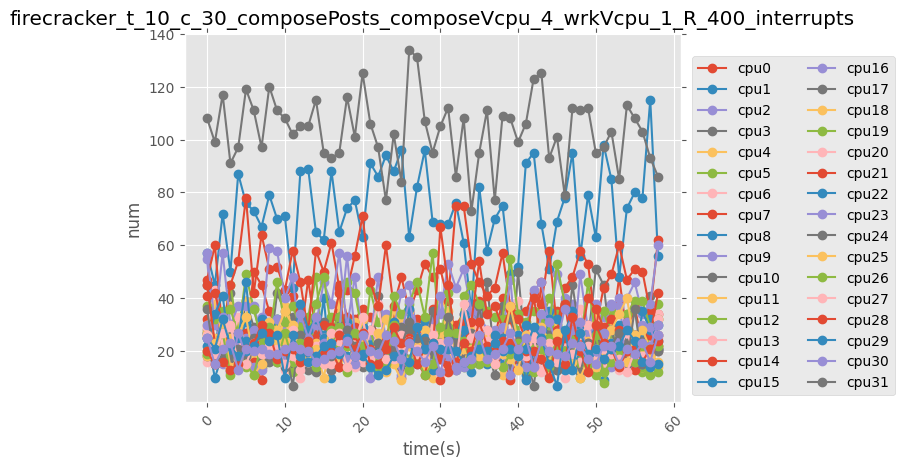 firecracker_t_10_c_30_composePosts_composeVcpu_4_wrkVcpu_1_R_400_interrupts
140
120
100
80
60
40
20
num
0
10
20
30
40
50
60
time(s)
cpu0
cpu1
cpu2
cpu3
cpu4
cpu5
cpu6
cpu7
cpu8
cpu9
cpu10
cpu11
cpu12
cpu13
cpu14
cpu15
cpu16
cpu17
cpu18
cpu19
cpu20
cpu21
cpu22
cpu23
cpu24
cpu25
cpu26
cpu27
cpu28
cpu29
cpu30
cpu31